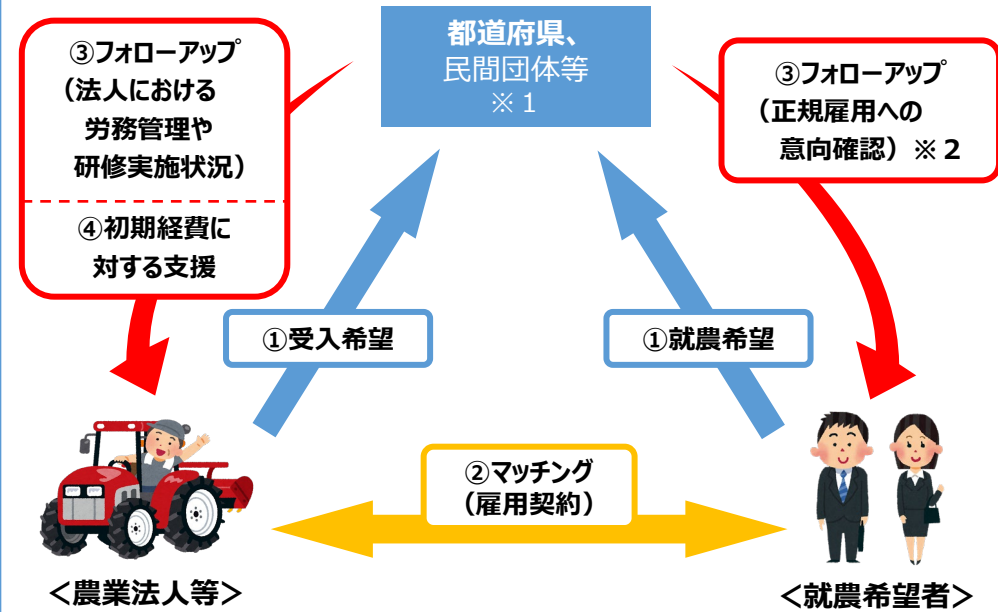 都道府県、
民間団体等
※１
③フォローアップ
（法人における
労務管理や
研修実施状況）
④初期経費に
対する支援
③フォローアップ
（正規雇用への
意向確認）※２
①受入希望
①就農希望
②マッチング
（雇用契約）
＜農業法人等＞
＜就農希望者＞